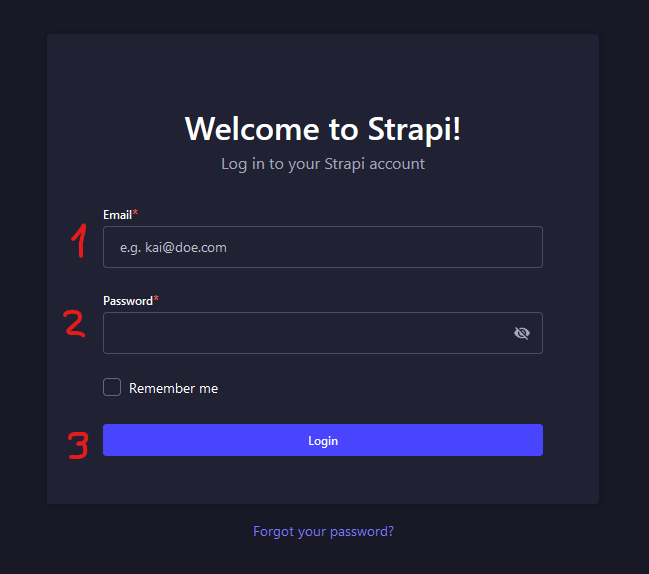 Welcome to Strapi!
Log in to your Strapi account
Email*
1
e.g. kai@doe.com
Password*
2
Remember me
3
Login
Forgot your password?